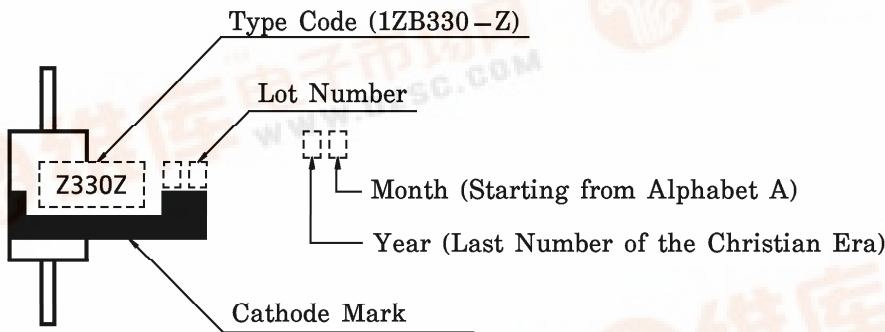 Type Code (1ZB330–Z)
Lot Number
Z330Z
Month (Starting from Alphabet A)
Year (Last Number of the Christian Era)
Cathode Mark